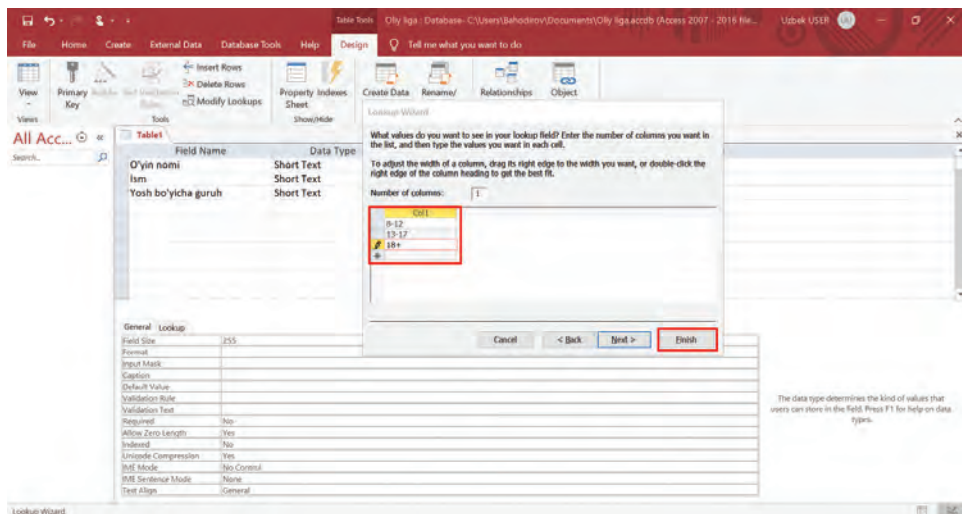 Table Tools
Olly liga : Database- C:\Users\Bahodirov\Documents\Olly liga.accdb (Access 2007 - 2016 file...
Uzbek USER
File Home Create External Data Database Tools Help Design Tell me what you want to do
View
Primary Key
Insert Rows
Delete Rows
Modify Lookups
Property Sheet
Indexes
Create Data
Rename/
Relationships
Object
Views
Tools
Show/Hide
All Acc...
Search..
Table1
Field Name Data Type
O'yin nomi Short Text
Ism Short Text
Yosh bo'yicha guruh Short Text
Lookup Wizard
What values do you want to see in your lookup field? Enter the number of columns you want in
the list, and then type the values you want in each cell.
To adjust the width of a column, drag its right edge to the width you want, or double-click the
right edge of the column heading to get the best fit.
Number of columns: 1
Col1
8-12
13-17
18+
Cancel < Back Next > Finish
General Lookup
Field Size 255
Format
Input Mask
Caption
Default Value
Validation Rule
Validation Text
Required No
Allow Zero Length Yes
Indexed No
Unicode Compression Yes
IME Mode No Control
IME Sentence Mode None
Text Align General
The data type determines the kind of values that
users can store in the field. Press F1 for help on data
types.
Lookup Wizard